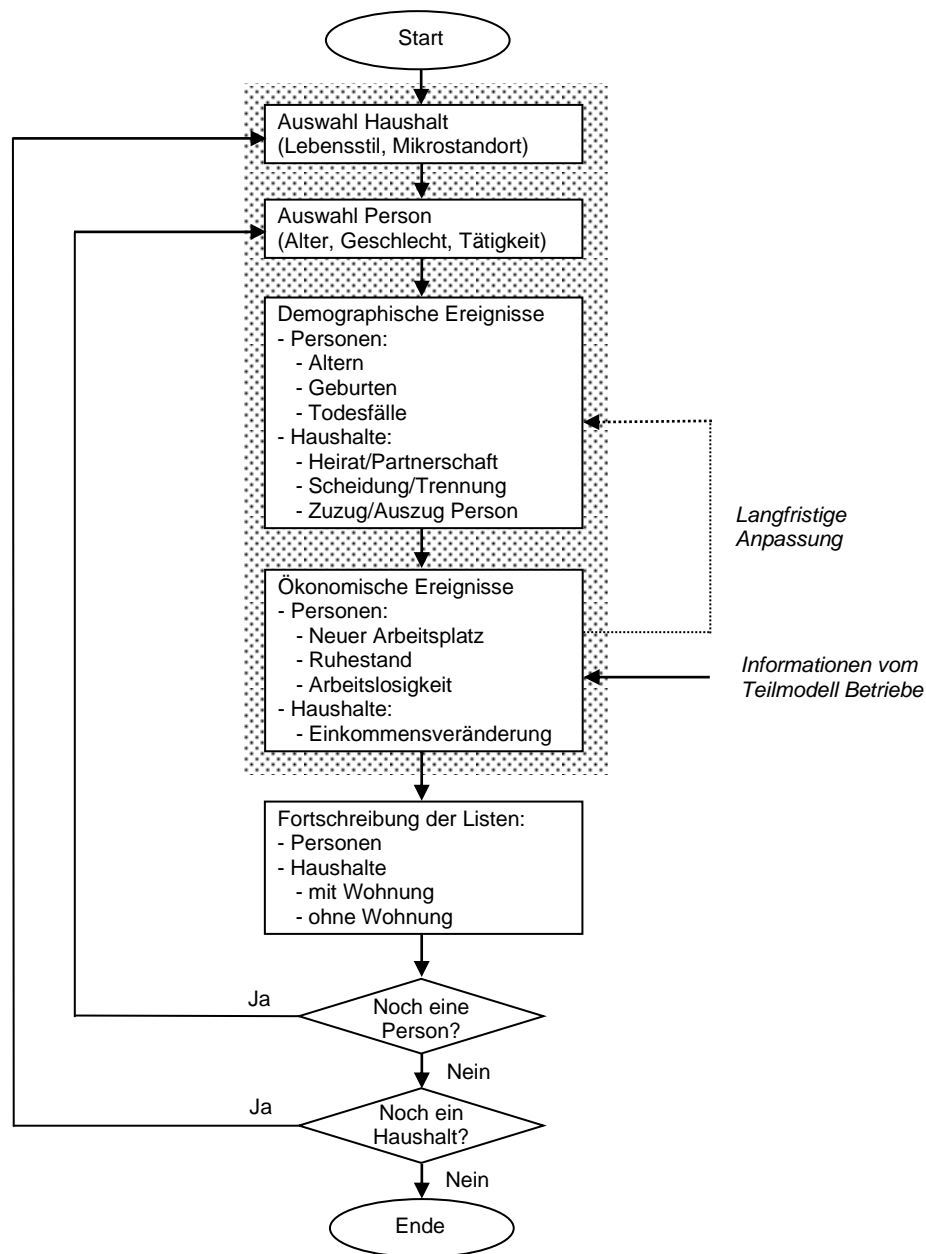 Start
Auswahl Haushalt
(Lebensstil, Mikrostandort)
Auswahl Person
(Alter, Geschlecht, Tätigkeit)
Demographische Ereignisse
- Personen:
- Altern
- Geburten
- Todesfälle
- Haushalte:
- Heirat/Partnerschaft
- Scheidung/Trennung
- Zuzug/Auszug Person
Langfristige
Anpassung
Ökonomische Ereignisse
- Personen:
- Neuer Arbeitsplatz
- Ruhestand
- Arbeitslosigkeit
- Haushalte:
- Einkommensveränderung
Informationen vom
Teilmodell Betriebe
Fortschreibung der Listen:
- Personen
- Haushalte
- mit Wohnung
- ohne Wohnung
Ja
Noch eine
Person?
Nein
Ja
Noch ein
Haushalt?
Nein
Ende